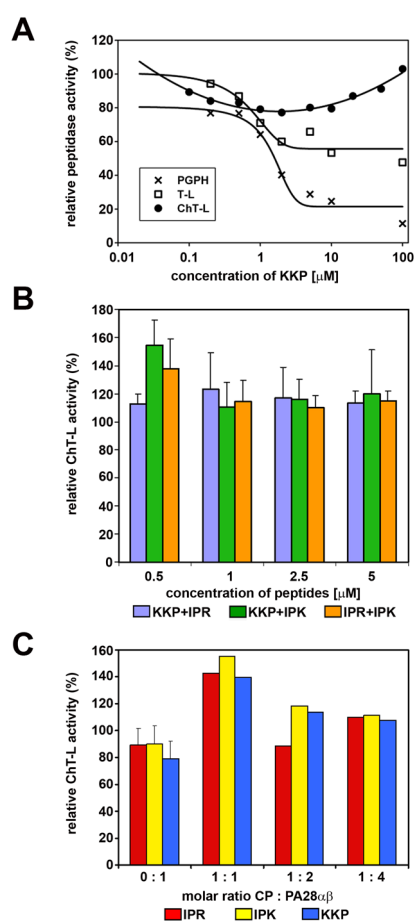 A
relative peptidase activity (%)
120
100
80
60
40
20
0
PGPH
T-L
ChT-L
0.01
0.1
1
10
100
concentration of KKP [µM]
B
relative ChT-L activity (%)
180
160
140
120
100
80
60
40
20
0
0.5
1
2.5
5
concentration of peptides [µM]
KKP+IPR
KKP+IPK
IPR+IPK
C
relative ChT-L activity (%)
160
140
120
100
80
60
40
20
0
0 : 1
1 : 1
1 : 2
1 : 4
molar ratio CP : PA28αβ
IPR
IPK
KKP